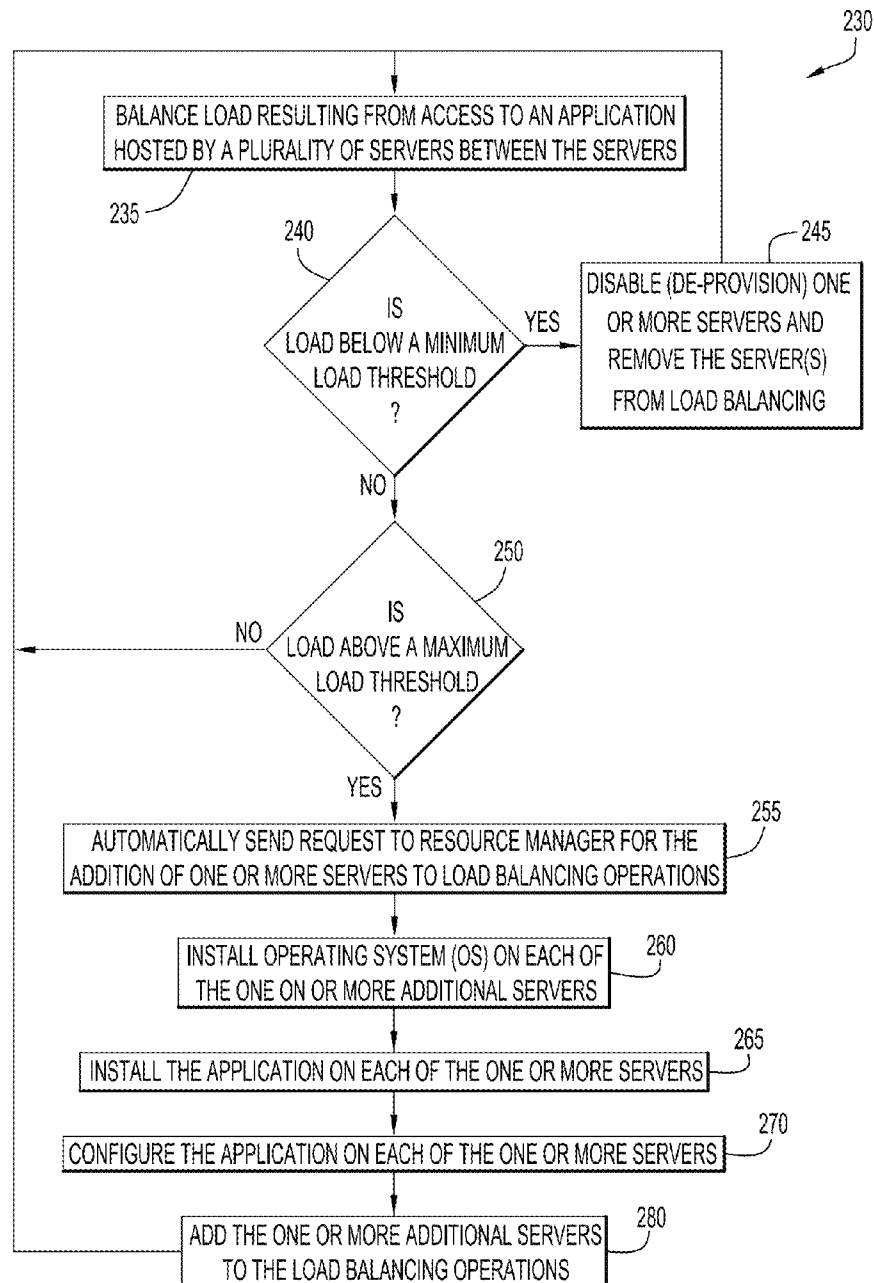 230
BALANCE LOAD RESULTING FROM ACCESS TO AN APPLICATION
HOSTED BY A PLURALITY OF SERVERS BETWEEN THE SERVERS
235
240
IS
LOAD BELOW A MINIMUM
LOAD THRESHOLD
?
YES
245
DISABLE (DE-PROVISION) ONE
OR MORE SERVERS AND
REMOVE THE SERVER(S)
FROM LOAD BALANCING
NO
250
IS
LOAD ABOVE A MAXIMUM
LOAD THRESHOLD
?
NO
YES
255
AUTOMATICALLY SEND REQUEST TO RESOURCE MANAGER FOR THE
ADDITION OF ONE OR MORE SERVERS TO LOAD BALANCING OPERATIONS
260
INSTALL OPERATING SYSTEM (OS) ON EACH OF
THE ONE ON OR MORE ADDITIONAL SERVERS
265
INSTALL THE APPLICATION ON EACH OF THE ONE OR MORE SERVERS
270
CONFIGURE THE APPLICATION ON EACH OF THE ONE OR MORE SERVERS
280
ADD THE ONE OR MORE ADDITIONAL SERVERS
TO THE LOAD BALANCING OPERATIONS